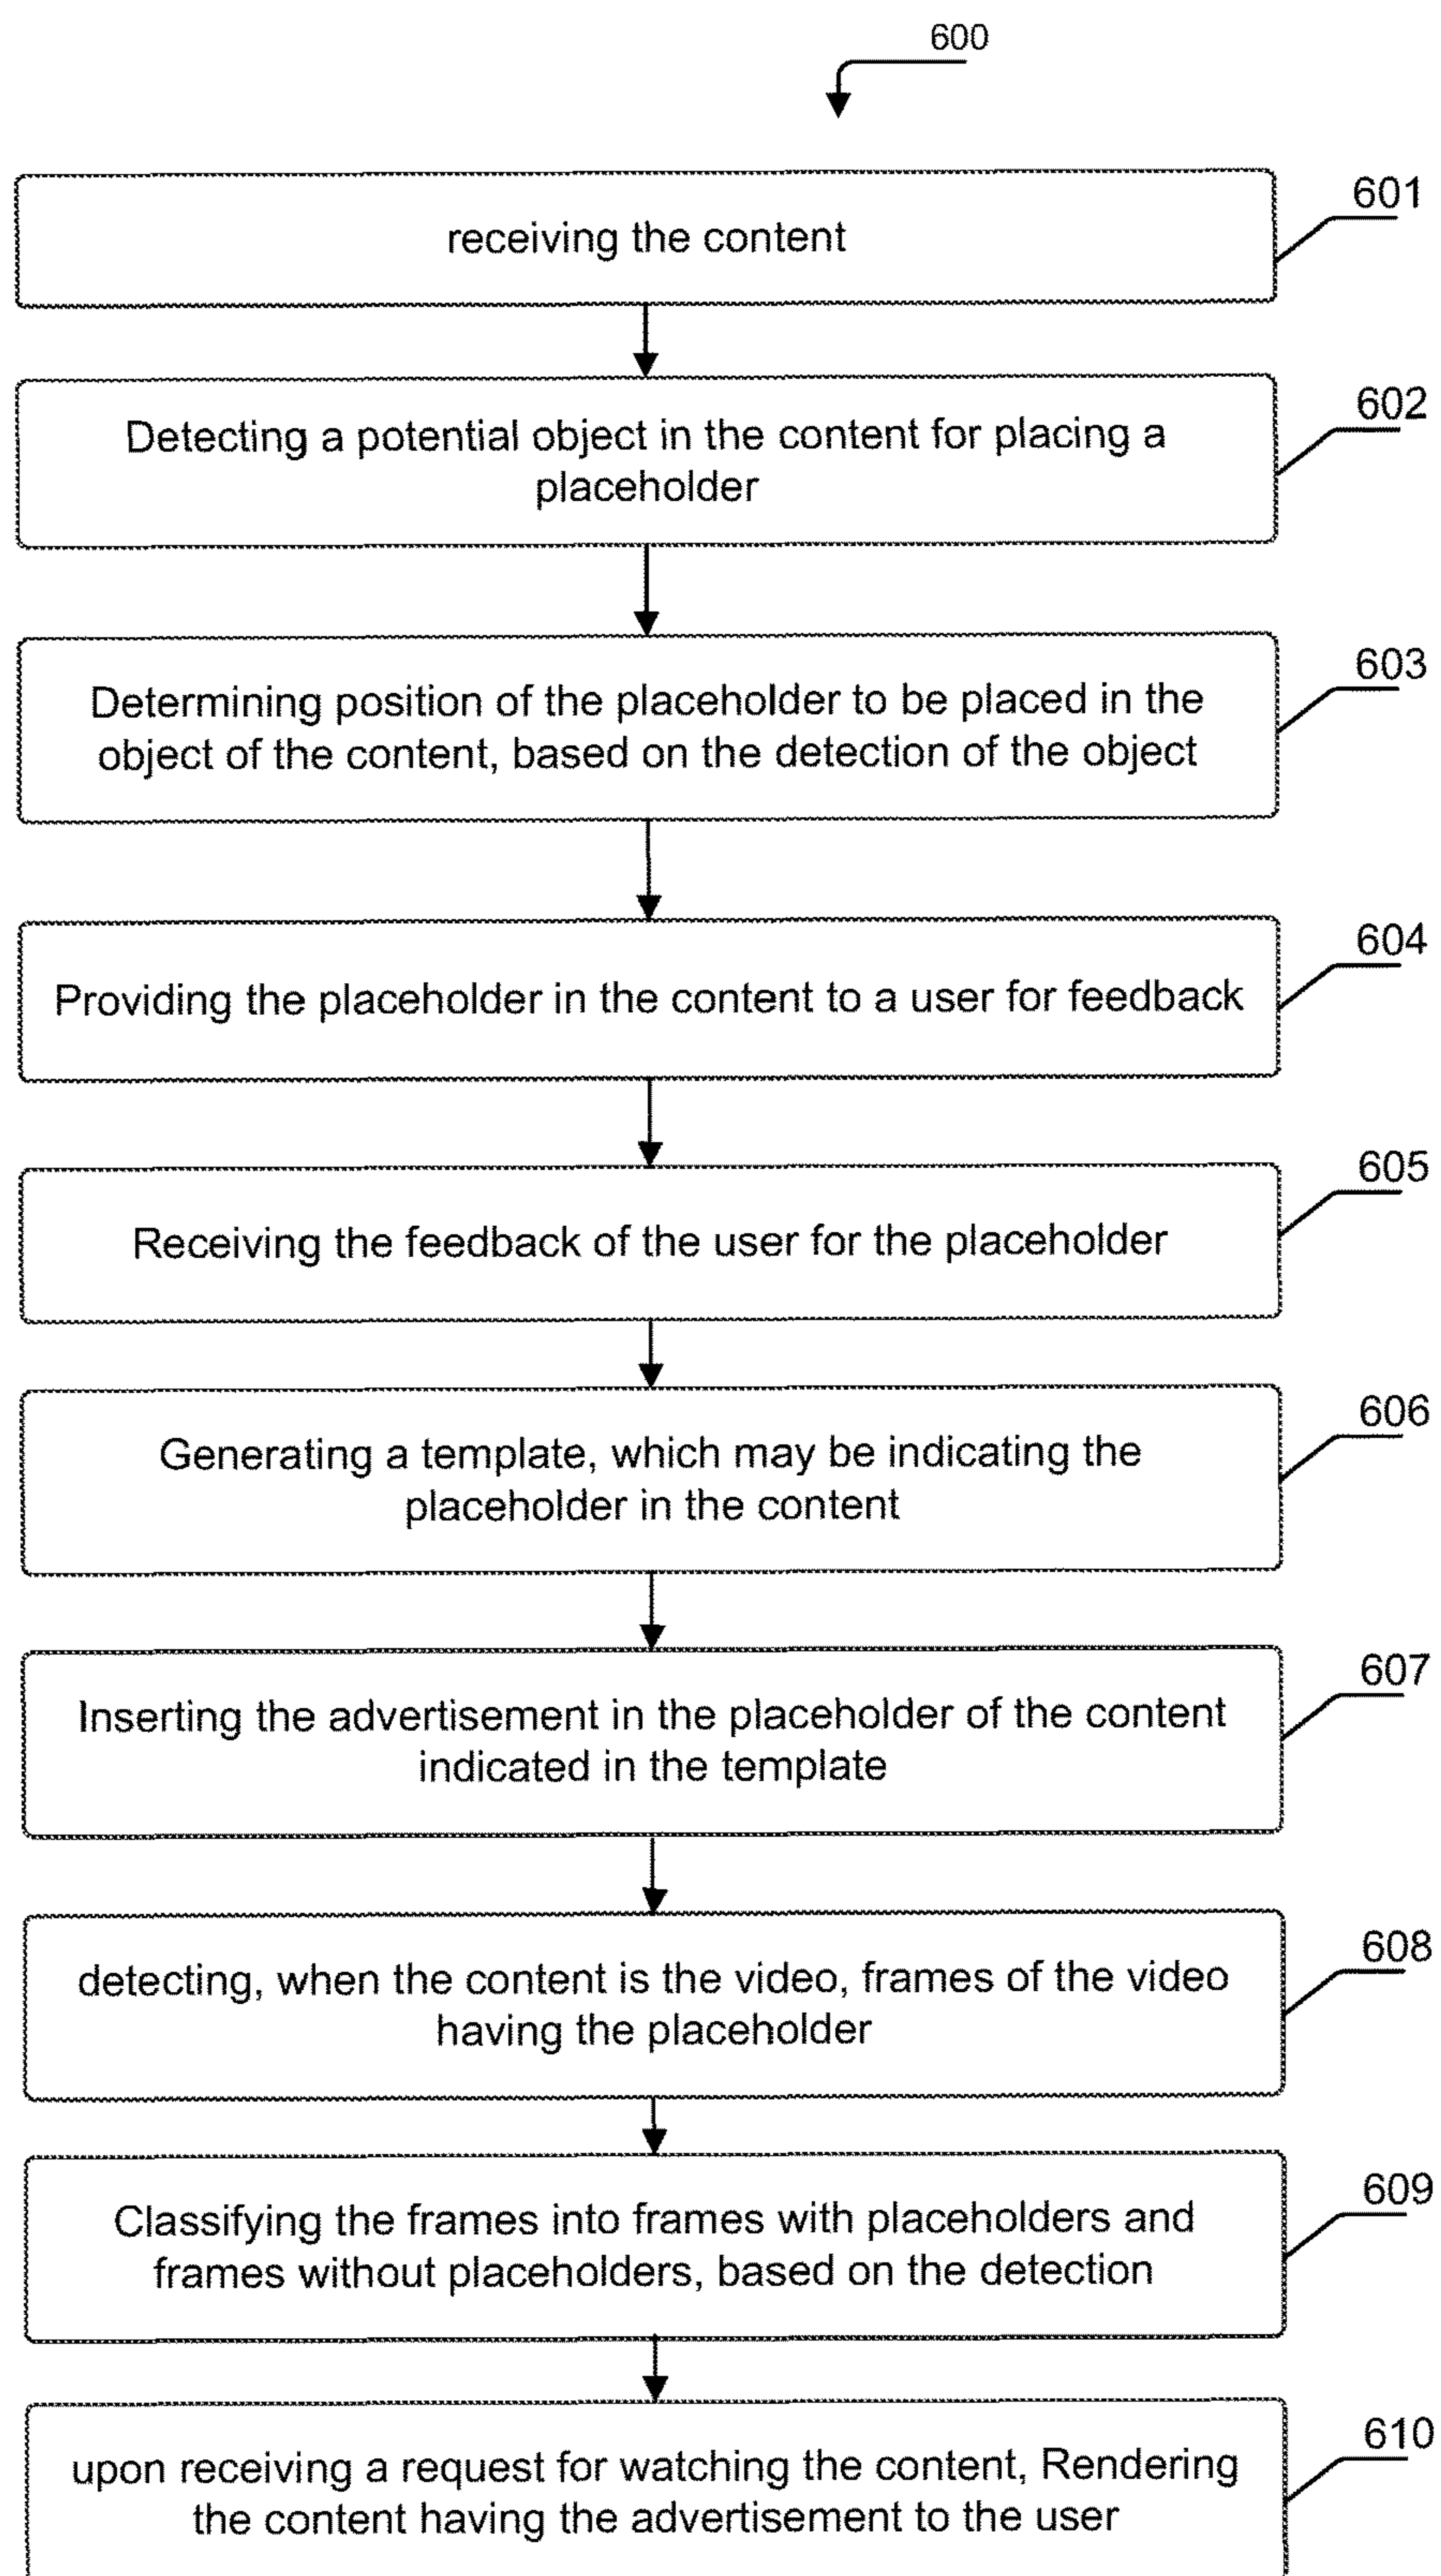 600
601
receiving the content
602
Detecting a potential object in the content for placing a
placeholder
603
Determining position of the placeholder to be placed in the
object of the content, based on the detection of the object
604
Providing the placeholder in the content to a user for feedback
605
Receiving the feedback of the user for the placeholder
606
Generating a template, which may be indicating the
placeholder in the content
607
Inserting the advertisement in the placeholder of the content
indicated in the template
608
detecting, when the content is the video, frames of the video
having the placeholder
609
Classifying the frames into frames with placeholders and
frames without placeholders, based on the detection
610
upon receiving a request for watching the content, Rendering
the content having the advertisement to the user